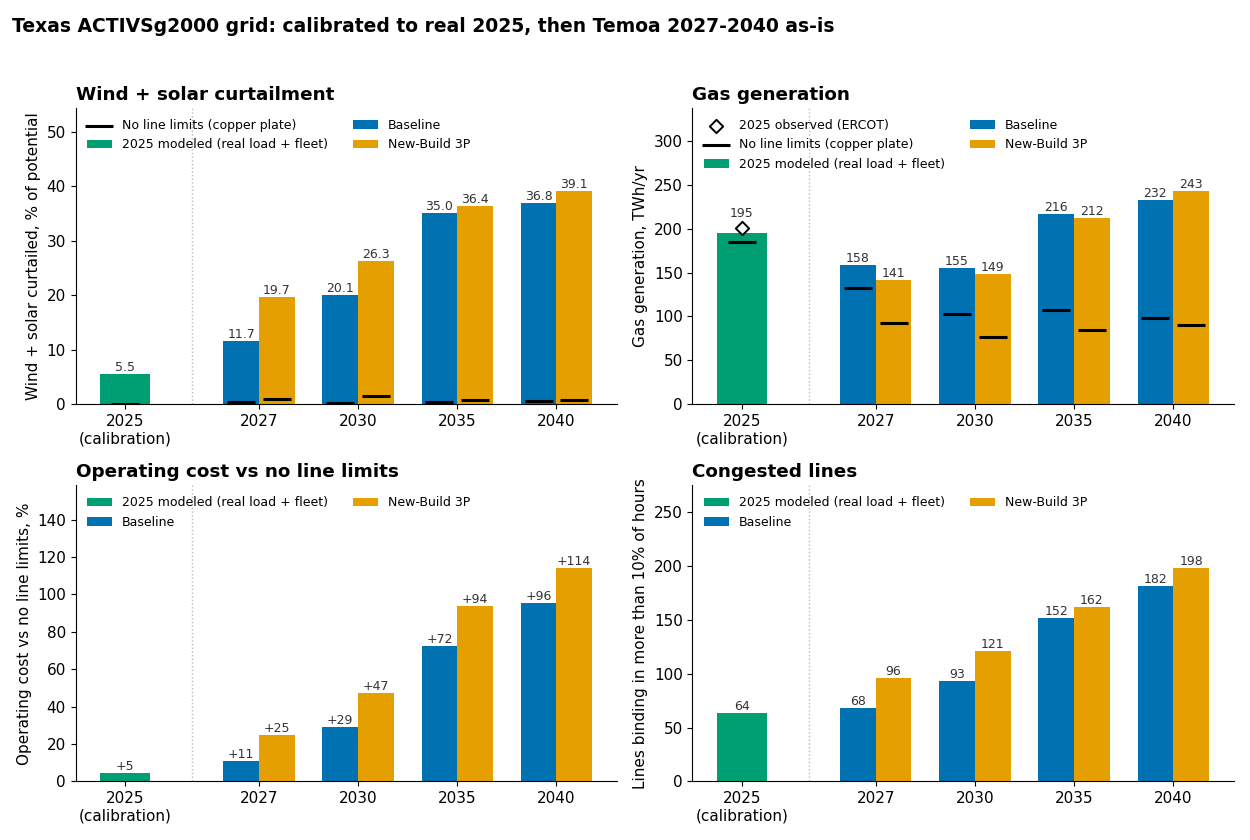 Texas ACTIVSg2000 grid: calibrated to real 2025, then Temoa 2027-2040 as-is
Wind + solar curtailment
Wind + solar curtailed, % of potential
No line limits (copper plate)
2025 modeled (real load + fleet)
Baseline
New-Build 3P
50
40
30
20
10
0
5.5
11.7
19.7
20.1
26.3
35.0
36.4
36.8
39.1
2025
(calibration)
2027
2030
2035
2040
Gas generation
Gas generation, TWh/yr
2025 observed (ERCOT)
No line limits (copper plate)
2025 modeled (real load + fleet)
Baseline
New-Build 3P
300
250
200
150
100
50
0
195
158
141
155
149
216
212
232
243
2025
(calibration)
2027
2030
2035
2040
Operating cost vs no line limits
Operating cost vs no line limits, %
2025 modeled (real load + fleet)
Baseline
New-Build 3P
140
120
100
80
60
40
20
0
+5
+11
+25
+29
+47
+72
+94
+96
+114
2025
(calibration)
2027
2030
2035
2040
Congested lines
Lines binding in more than 10% of hours
2025 modeled (real load + fleet)
Baseline
New-Build 3P
250
200
150
100
50
0
64
68
96
93
121
152
162
182
198
2025
(calibration)
2027
2030
2035
2040